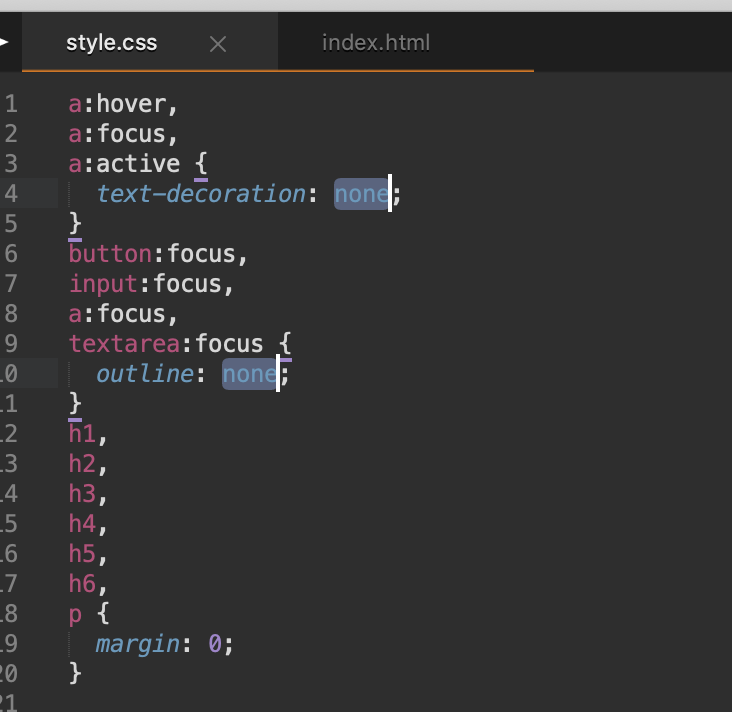 style.css index.html
1 a:hover,
2 a:focus,
3 a:active {
4 text-decoration: none;
5 }
6 button:focus,
7 input:focus,
8 a:focus,
9 textarea:focus {
10 outline: none;
11 }
12 h1,
13 h2,
14 h3,
15 h4,
16 h5,
17 h6,
18 p {
19 margin: 0;
20 }
21